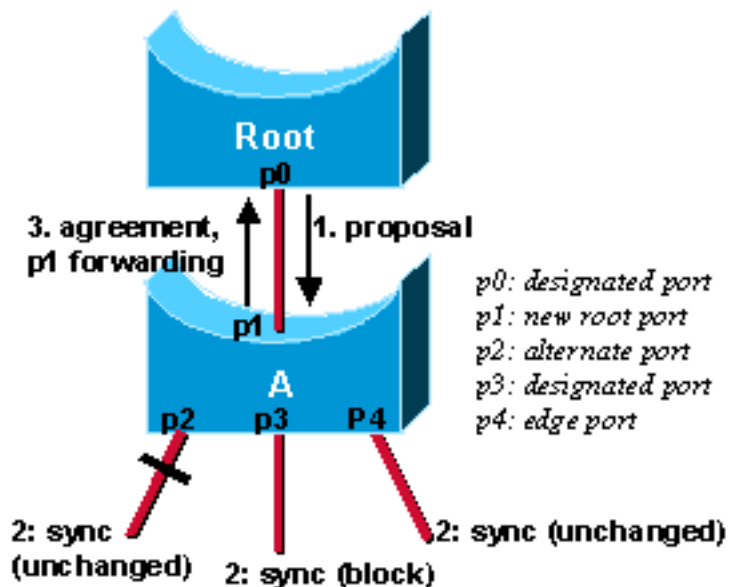 Root
p0
3. agreement,
p1 forwarding
1. proposal
p1
A
p2
p3
P4
p0: designated port
p1: new root port
p2: alternate port
p3: designated port
p4: edge port
2: sync
(unchanged)
2: sync (block)
2: sync (unchanged)